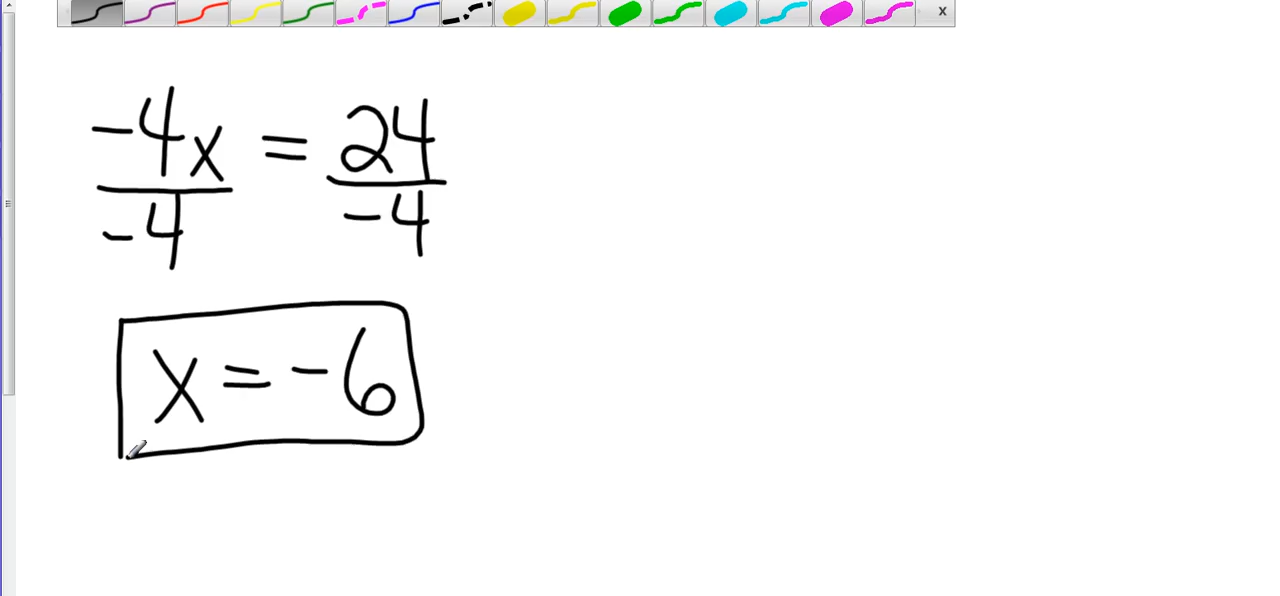 x
-4x = 24
-4 -4
x = -6